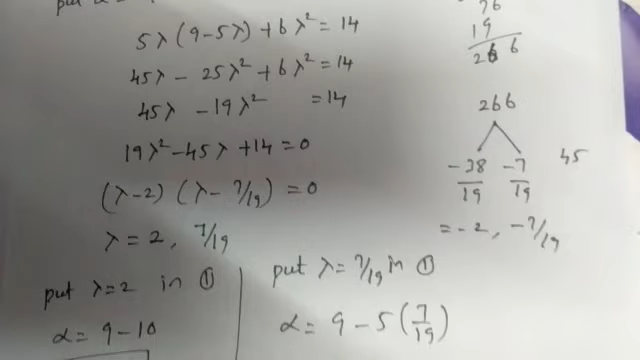 put
5λ(9-5λ)+6λ²=14
45λ - 25λ²+6λ²=14
45λ - 19λ² =14
19λ²-45λ+14=0
(λ-2) (λ-7/19)=0
λ=2, 7/19
put λ=2 in ①
α= 9-10
put λ=7/19 in ①
α= 9-5(7/19)
19
266
266
-38/19 -7/19
45
=-2, -7/19